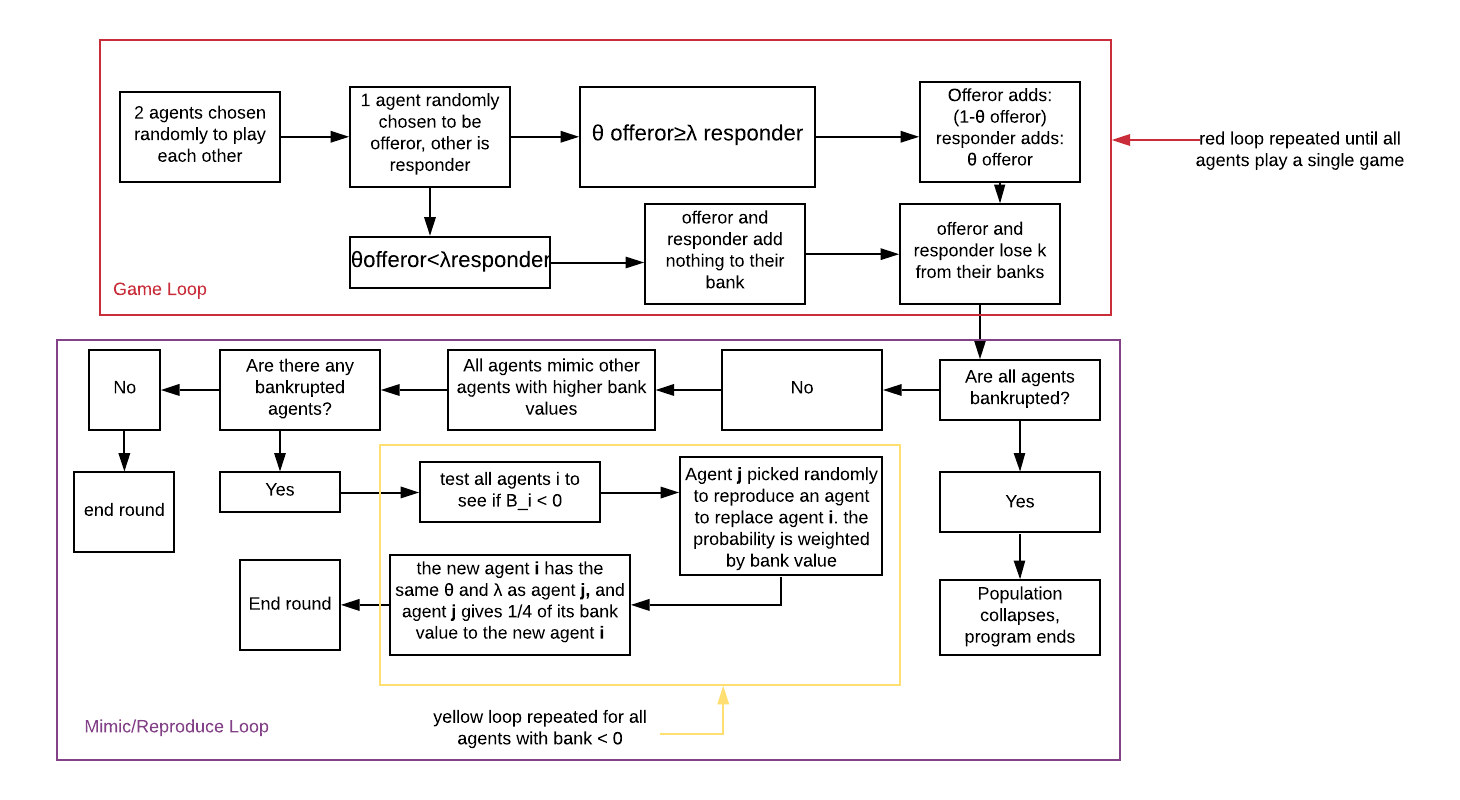 2 agents chosen
randomly to play
each other
1 agent randomly
chosen to be
offeror, other is
responder
θ offeror≥λ responder
Offeror adds:
(1-θ offeror)
responder adds:
θ offeror
red loop repeated until all
agents play a single game
θofferor<λresponder
offeror and
responder add
nothing to their
bank
offeror and
responder lose k
from their banks
Game Loop
No
Are there any
bankrupted
agents?
All agents mimic other
agents with higher bank
values
No
Are all agents
bankrupted?
end round
Yes
test all agents i to
see if B_i < 0
Agent j picked randomly
to reproduce an agent
to replace agent i. the
probability is weighted
by bank value
Yes
End round
the new agent i has the
same θ and λ as agent j, and
agent j gives 1/4 of its bank
value to the new agent i
Population
collapses,
program ends
Mimic/Reproduce Loop
yellow loop repeated for all
agents with bank < 0